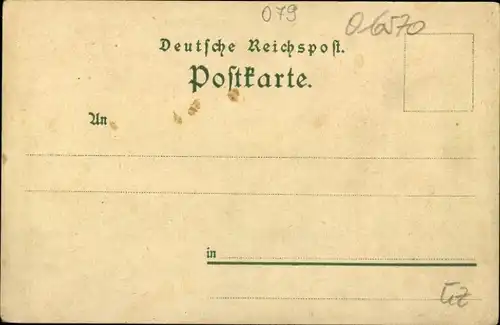 079
06570
Deutsche Reichspost.
Postkarte.
An
in